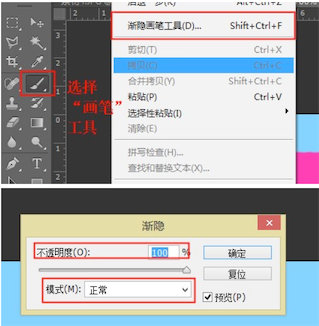 渐隐画笔工具(D)... Shift+Ctrl+F
剪切(T) Ctrl+X
拷贝(C) Ctrl+C
合并拷贝(Y) Shift+Ctrl+C
粘贴(P) Ctrl+V
选择性粘贴(I)
清除(E)
拼写检查(H)...
查找和替换文本(X)...
选择
“画笔”
工具
渐隐
不透明度(O): 100 %
确定
复位
模式(M): 正常
预览(P)